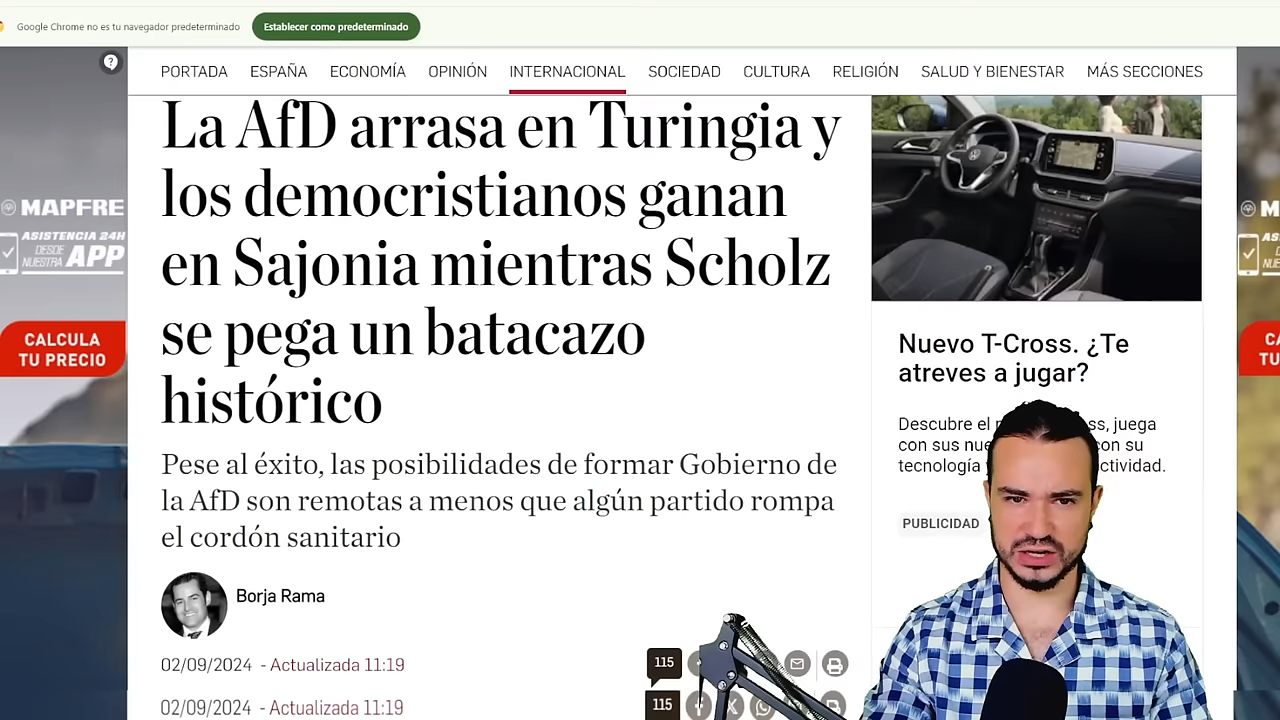 Google Chrome no es tu navegador predeterminado
Establecer como predeterminado
PORTADA ESPAÑA ECONOMÍA OPINIÓN INTERNACIONAL SOCIEDAD CULTURA RELIGIÓN SALUD Y BIENESTAR MÁS SECCIONES
La AfD arrasa en Turingia y
los democristianos ganan
en Sajonia mientras Scholz
se pega un batacazo
histórico
Pese al éxito, las posibilidades de formar Gobierno de
la AfD son remotas a menos que algún partido rompa
el cordón sanitario
Borja Rama
02/09/2024 - Actualizada 11:19
115
02/09/2024 - Actualizada 11:19
115
MAPFRE
ASISTENCIA 24H
DESDE
NUESTRA APP
CALCULA
TU PRECIO
Nuevo T-Cross. ¿Te
atreves a jugar?
Descubre el ss, juega
con sus con su
tecnología
PUBLICIDAD